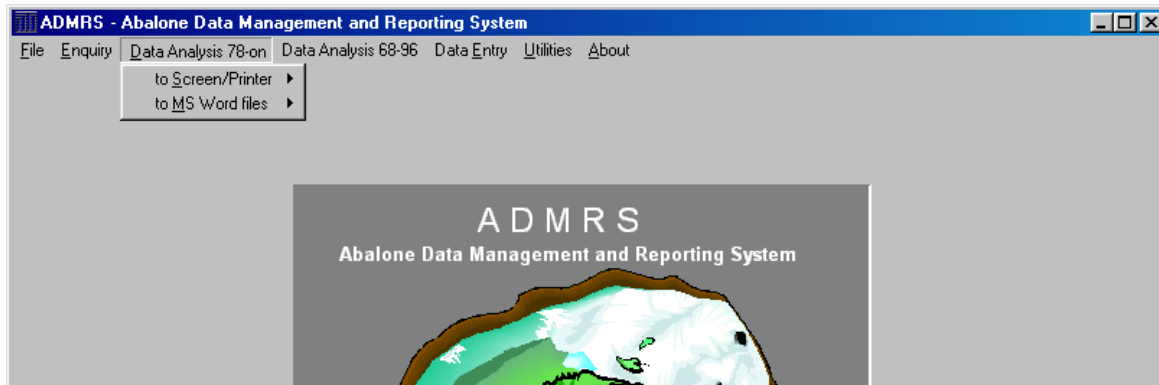 ADMRS - Abalone Data Management and Reporting System
File Enquiry Data Analysis 78-on Data Analysis 68-96 Data Entry Utilities About
to Screen/Printer
to MS Word files
A D M R S
Abalone Data Management and Reporting System